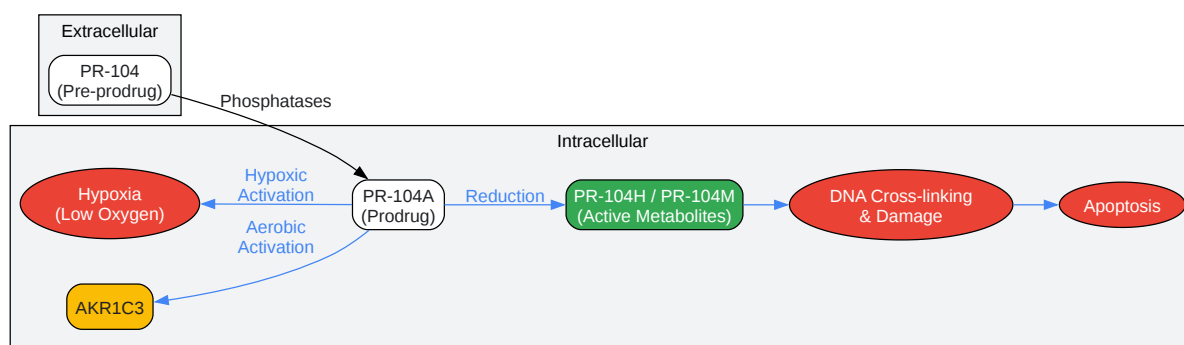 Extracellular
PR-104
(Pre-prodrug)
Phosphatases
Intracellular
Hypoxia
(Low Oxygen)
Hypoxic
Activation
PR-104A
(Prodrug)
Reduction
PR-104H / PR-104M
(Active Metabolites)
DNA Cross-linking
& Damage
Apoptosis
Aerobic
Activation
AKR1C3